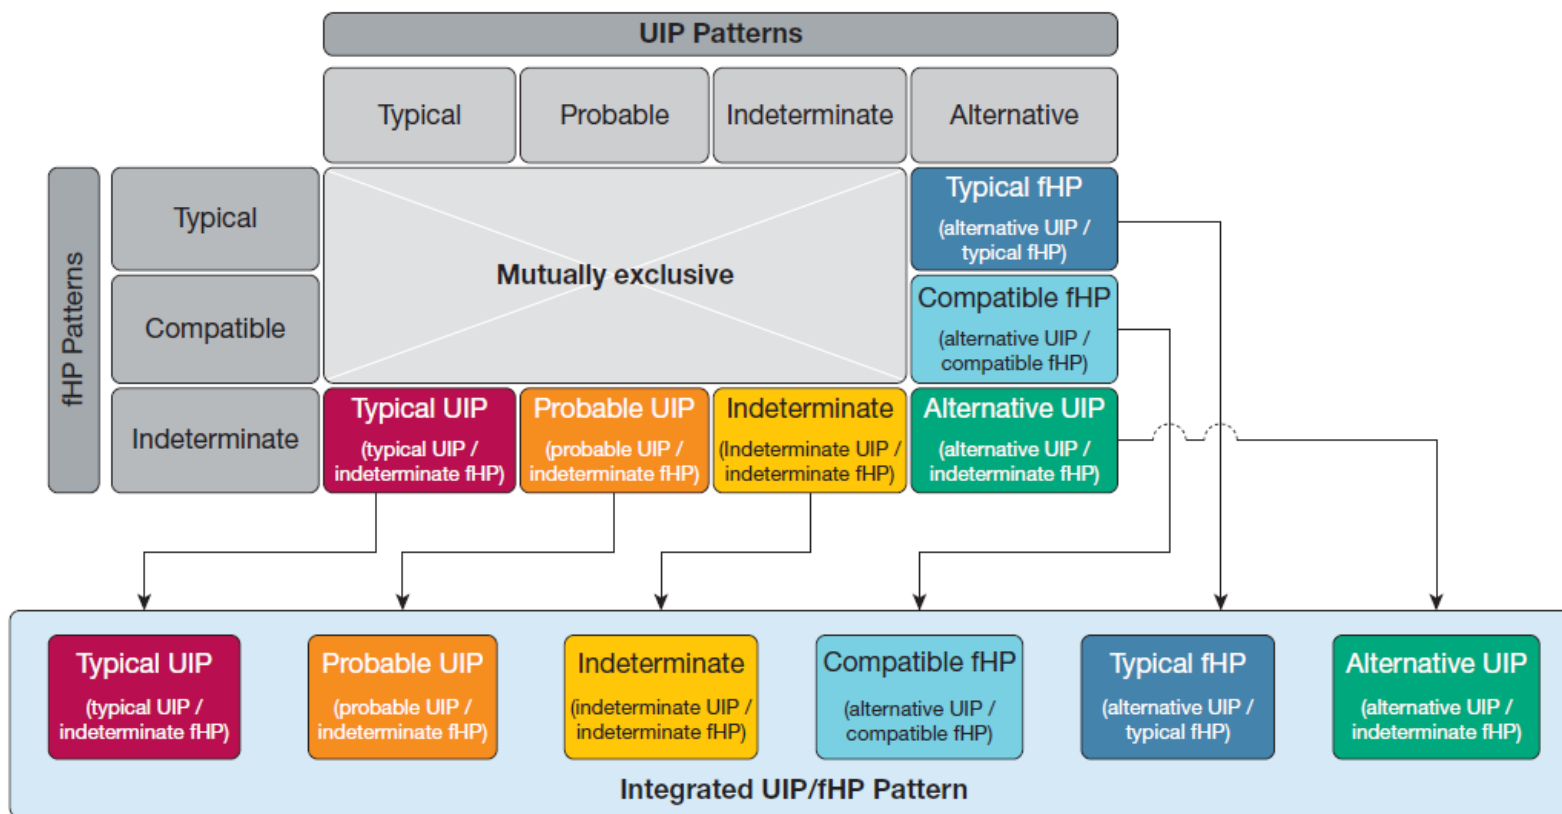 UIP Patterns
Typical
Probable
Indeterminate
Alternative
fHP Patterns
Typical
Mutually exclusive
Typical fHP
(alternative UIP /
typical fHP)
Compatible
Compatible fHP
(alternative UIP /
compatible fHP)
Indeterminate
Typical UIP
(typical UIP /
indeterminate fHP)
Probable UIP
(probable UIP /
indeterminate fHP)
Indeterminate
(Indeterminate UIP /
indeterminate fHP)
Alternative UIP
(alternative UIP /
indeterminate fHP)
Typical UIP
(typical UIP /
indeterminate fHP)
Probable UIP
(probable UIP /
indeterminate fHP)
Indeterminate
(indeterminate UIP /
indeterminate fHP)
Compatible fHP
(alternative UIP /
compatible fHP)
Typical fHP
(alternative UIP /
typical fHP)
Alternative UIP
(alternative UIP /
indeterminate fHP)
Integrated UIP/fHP Pattern